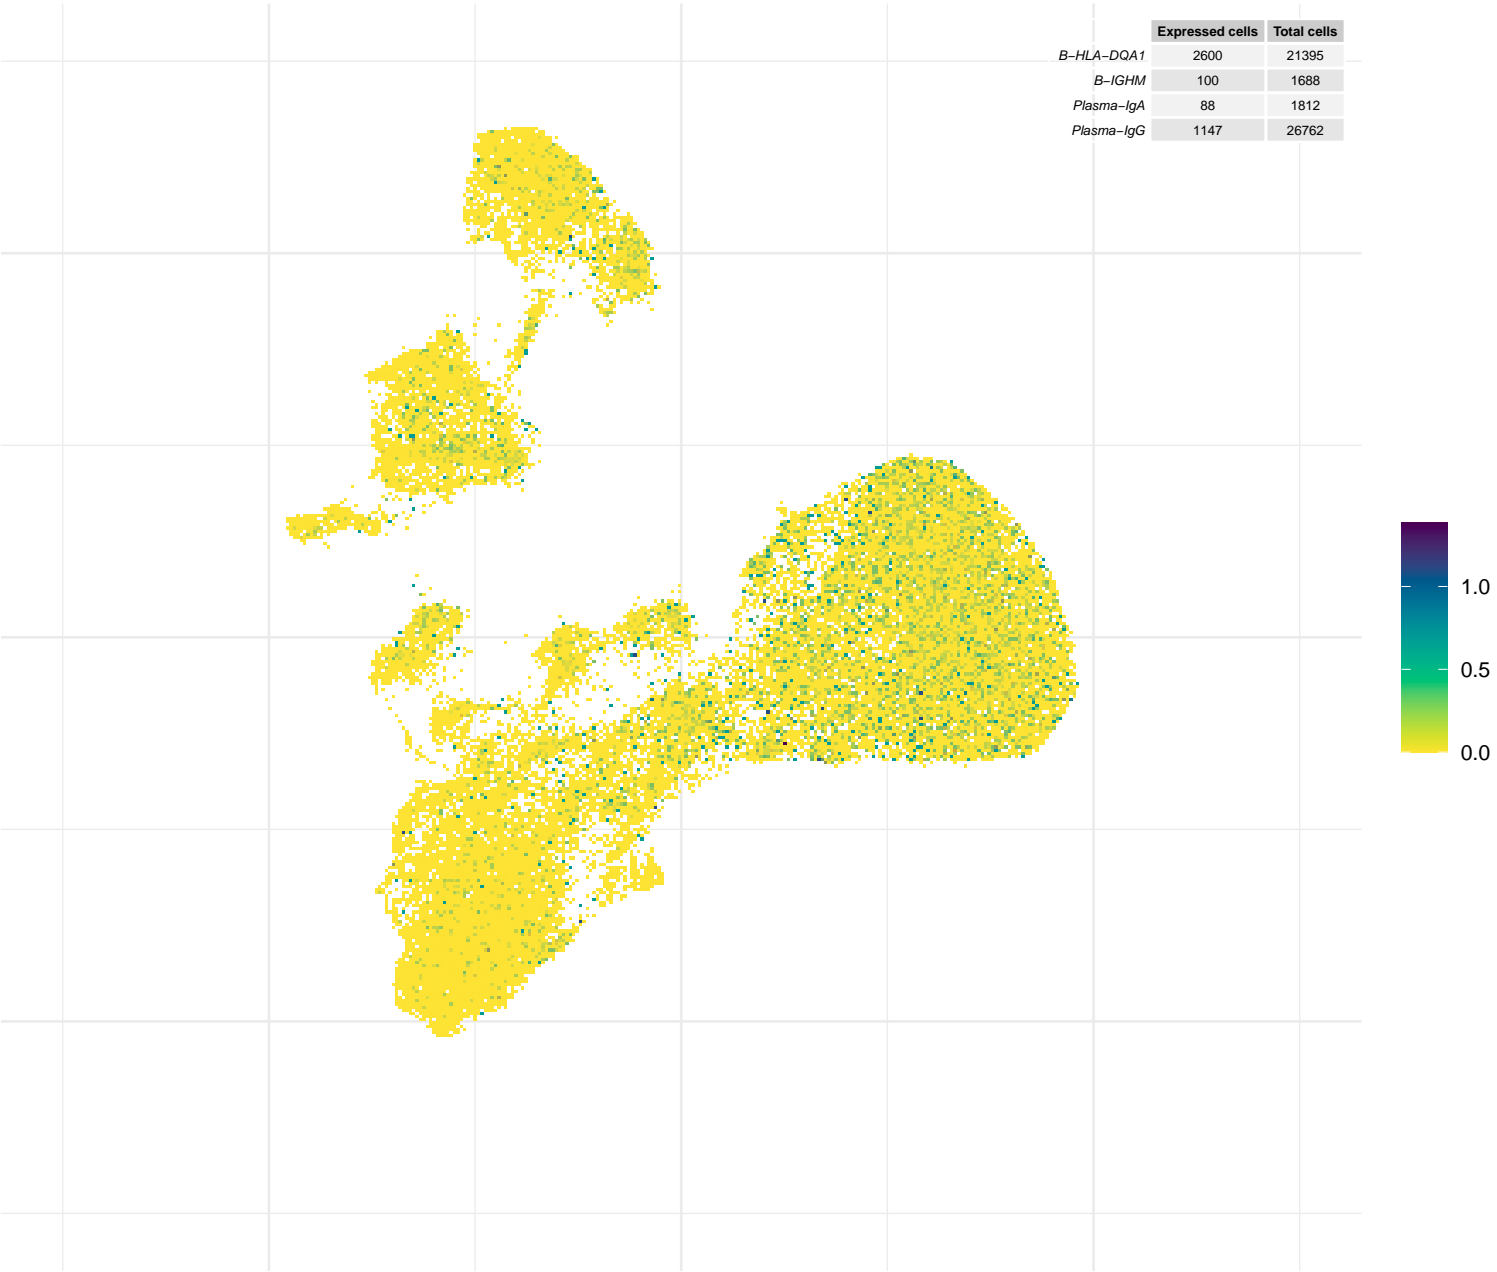 Expressed cells Total cells
B−HLA−DQA1 2600 21395
B−IGHM 100 1688
Plasma−IgA 88 1812
Plasma−IgG 1147 26762
1.0
0.5
0.0